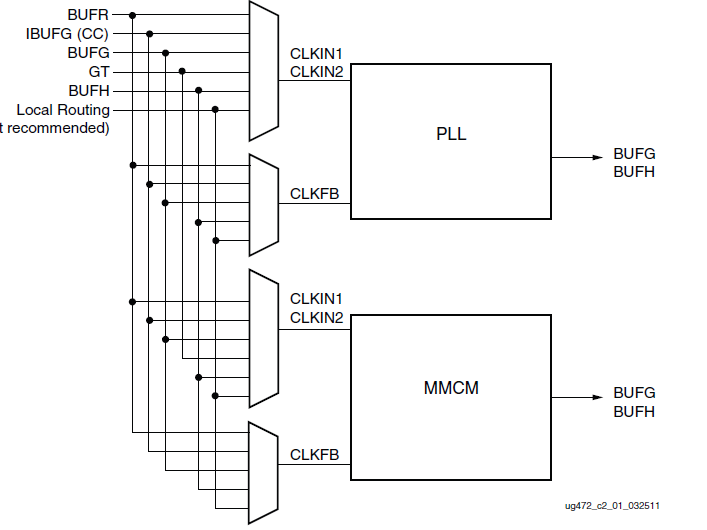 BUFR
IBUFG (CC)
BUFG
GT
BUFH
Local Routing
t recommended)
CLKIN1
CLKIN2
PLL
BUFG
BUFH
CLKFB
CLKIN1
CLKIN2
MMCM
BUFG
BUFH
CLKFB
ug472_c2_01_032511